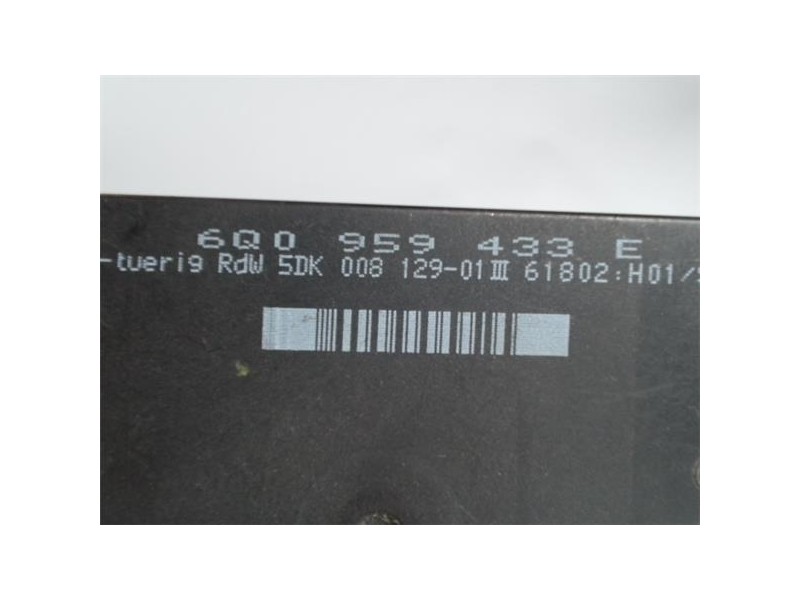 6Q0 959 433 E
-tuerig RdW 5DK 008 129-01 III 61802:H01/